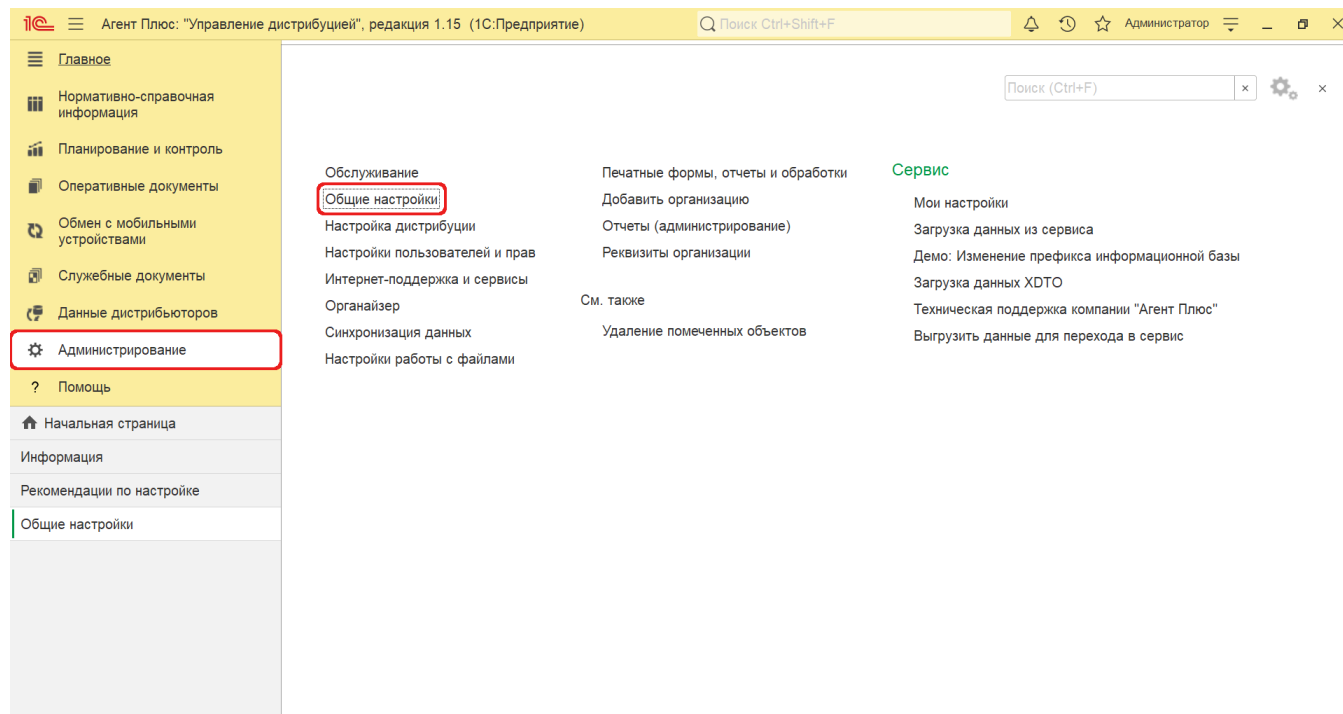 1С Агент Плюс: "Управление дистрибуцией", редакция 1.15 (1С:Предприятие)
Поиск Ctrl+Shift+F
Администратор
Главное
Нормативно-справочная
информация
Планирование и контроль
Оперативные документы
Обмен с мобильными
устройствами
Служебные документы
Данные дистрибьюторов
Администрирование
? Помощь
Начальная страница
Информация
Рекомендации по настройке
Общие настройки
Поиск (Ctrl+F)
Обслуживание
Общие настройки
Настройка дистрибуции
Настройки пользователей и прав
Интернет-поддержка и сервисы
Органайзер
Синхронизация данных
Настройки работы с файлами
Печатные формы, отчеты и обработки
Добавить организацию
Отчеты (администрирование)
Реквизиты организации
См. также
Удаление помеченных объектов
Сервис
Мои настройки
Загрузка данных из сервиса
Демо: Изменение префикса информационной базы
Загрузка данных XDTO
Техническая поддержка компании "Агент Плюс"
Выгрузить данные для перехода в сервис